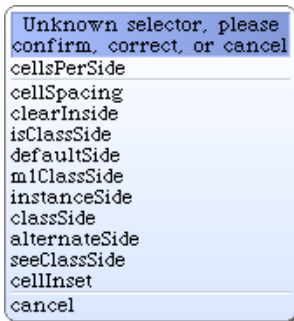 Unknown selector, please
confirm, correct, or cancel
cellsPerSide
cellSpacing
clearInside
isClassSide
defaultSide
m1ClassSide
instanceSide
classSide
alternateSide
seeClassSide
cellInset
cancel